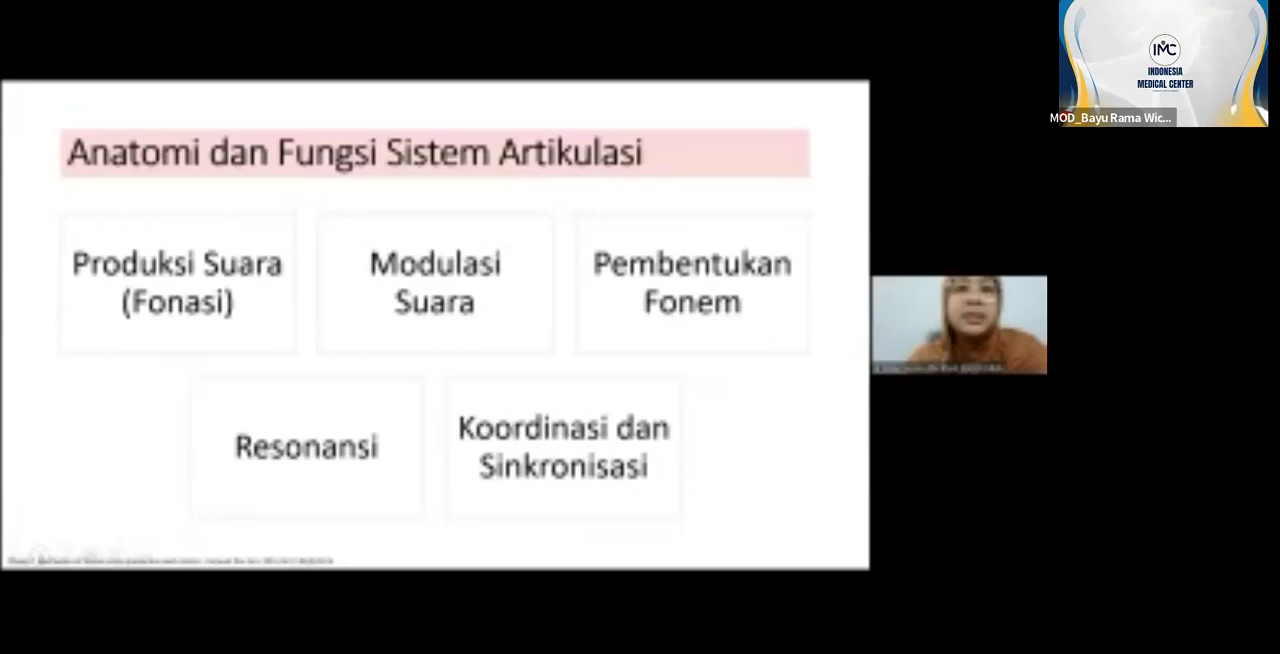 IMC
INDONESIA
MEDICAL CENTER
MOD_Bayu Rama Wic...
Anatomi dan Fungsi Sistem Artikulasi
Produksi Suara
(Fonasi)
Modulasi
Suara
Pembentukan
Fonem
Resonansi
Koordinasi dan
Sinkronisasi